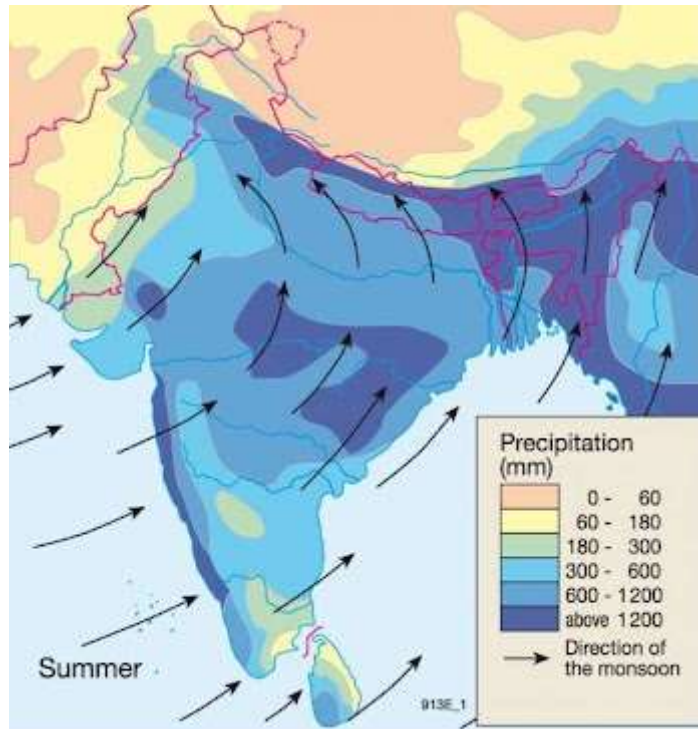 Precipitation
(mm)
0 - 60
60 - 180
180 - 300
300 - 600
600 - 1200
above 1200
Direction of
the monsoon
Summer
913E_1